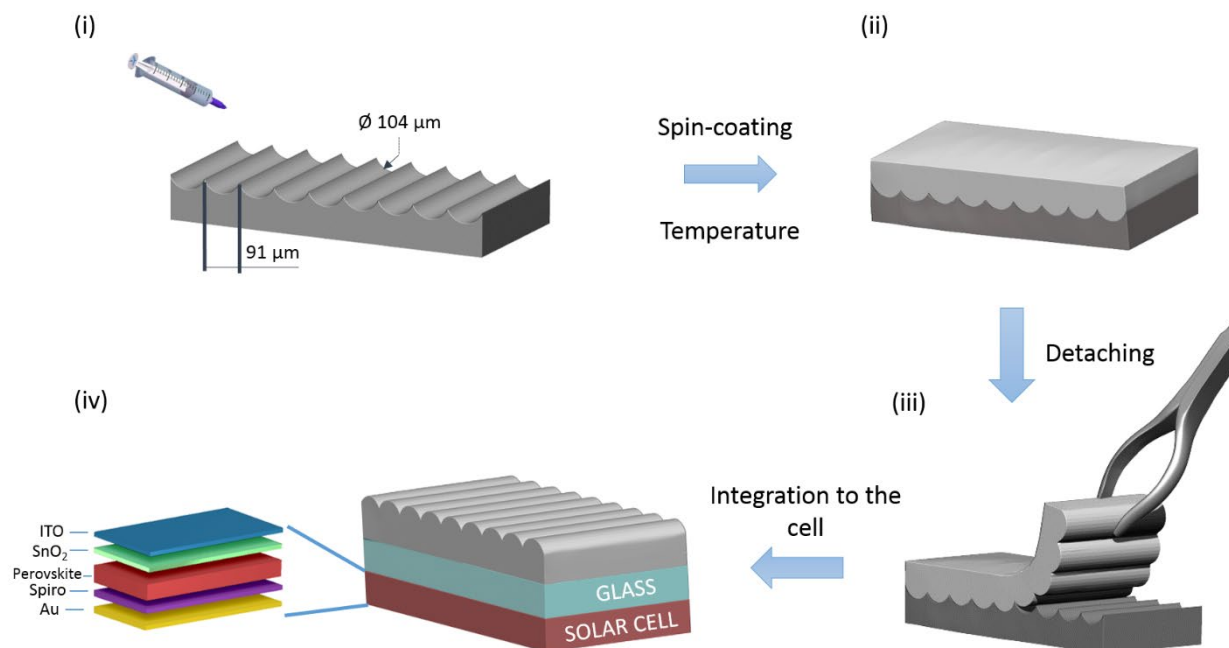 (i)
Ø 104 µm
91 µm
Spin-coating
Temperature
(ii)
Detaching
(iii)
Integration to the
cell
(iv)
ITO
SnO₂
Perovskite
Spiro
Au
GLASS
SOLAR CELL